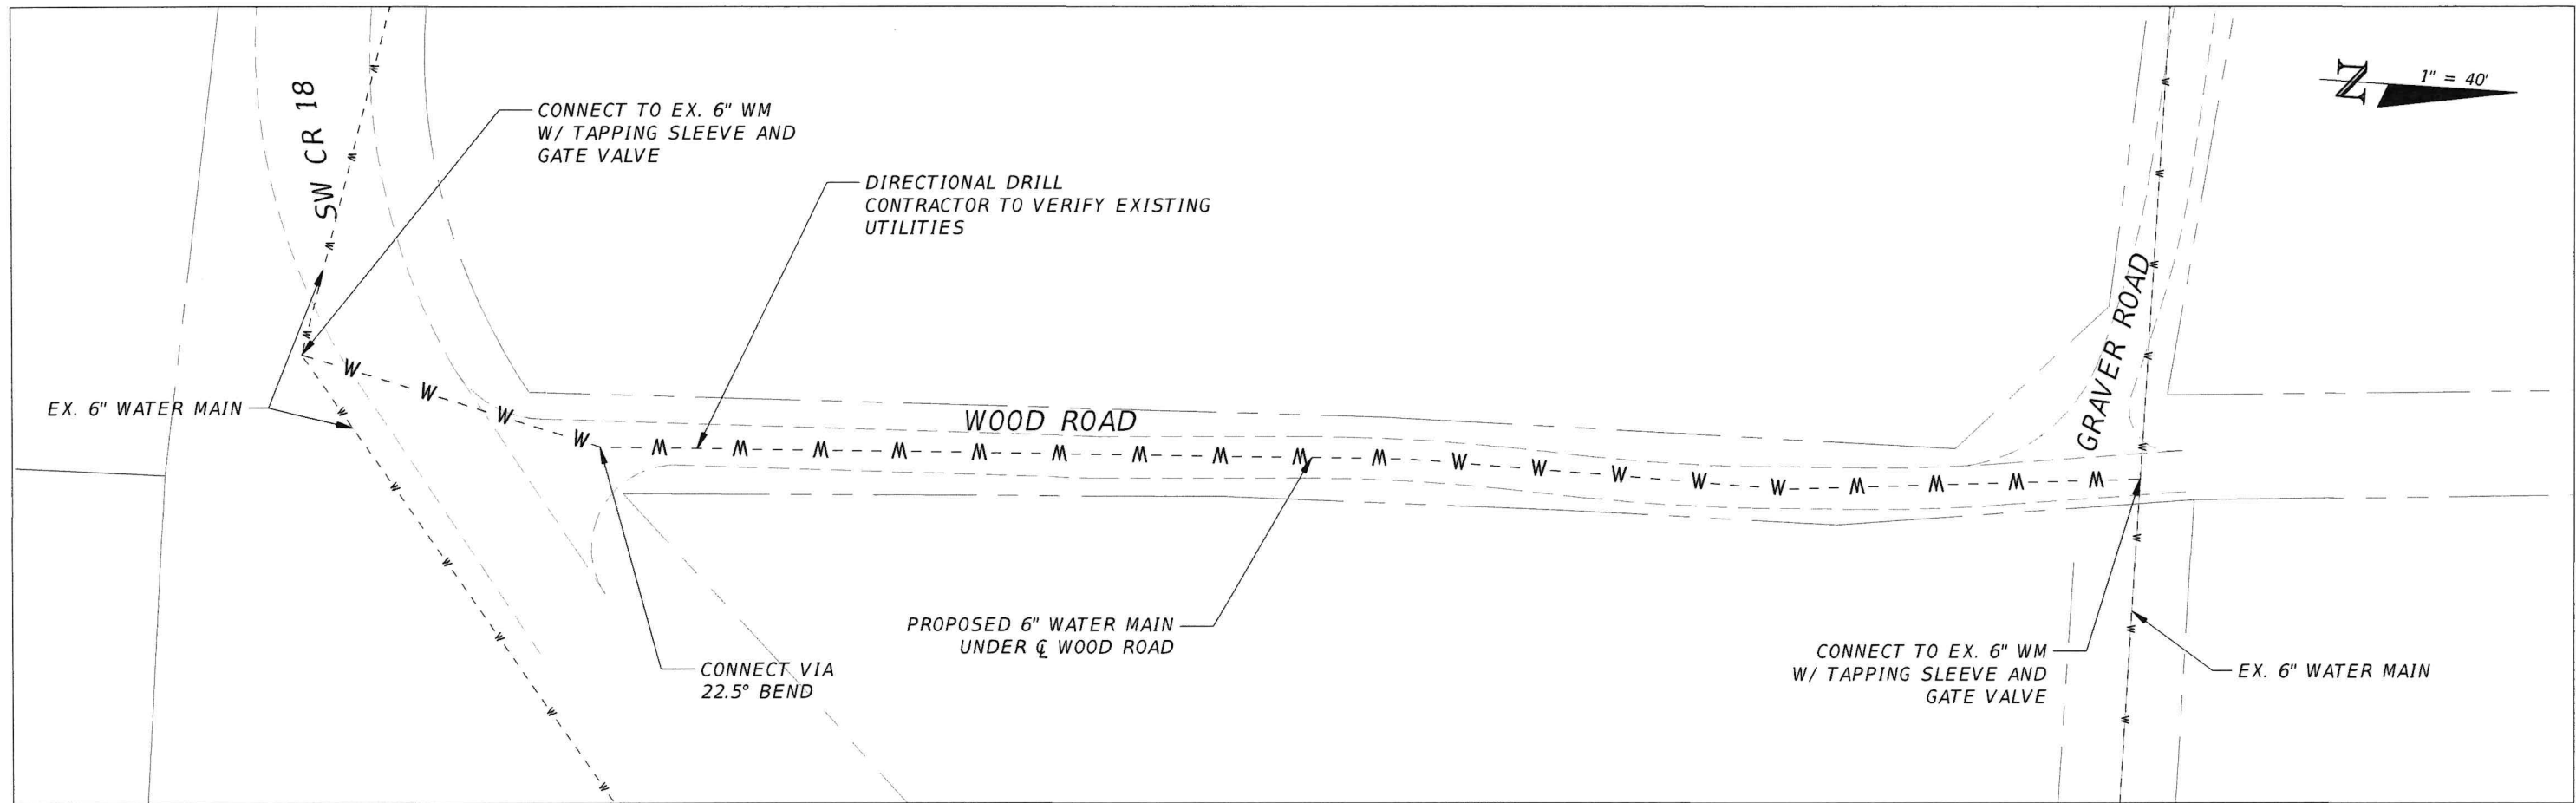 SW CR 18
CONNECT TO EX. 6" WM
W/ TAPPING SLEEVE AND
GATE VALVE
DIRECTIONAL DRILL
CONTRACTOR TO VERIFY EXISTING
UTILITIES
N
1" = 40'
EX. 6" WATER MAIN
WOOD ROAD
GRAVER ROAD
W W W W W W W W W W W W W W W W W W W W W W W
CONNECT VIA
22.5° BEND
PROPOSED 6" WATER MAIN
UNDER ℄ WOOD ROAD
CONNECT TO EX. 6" WM
W/ TAPPING SLEEVE AND
GATE VALVE
EX. 6" WATER MAIN